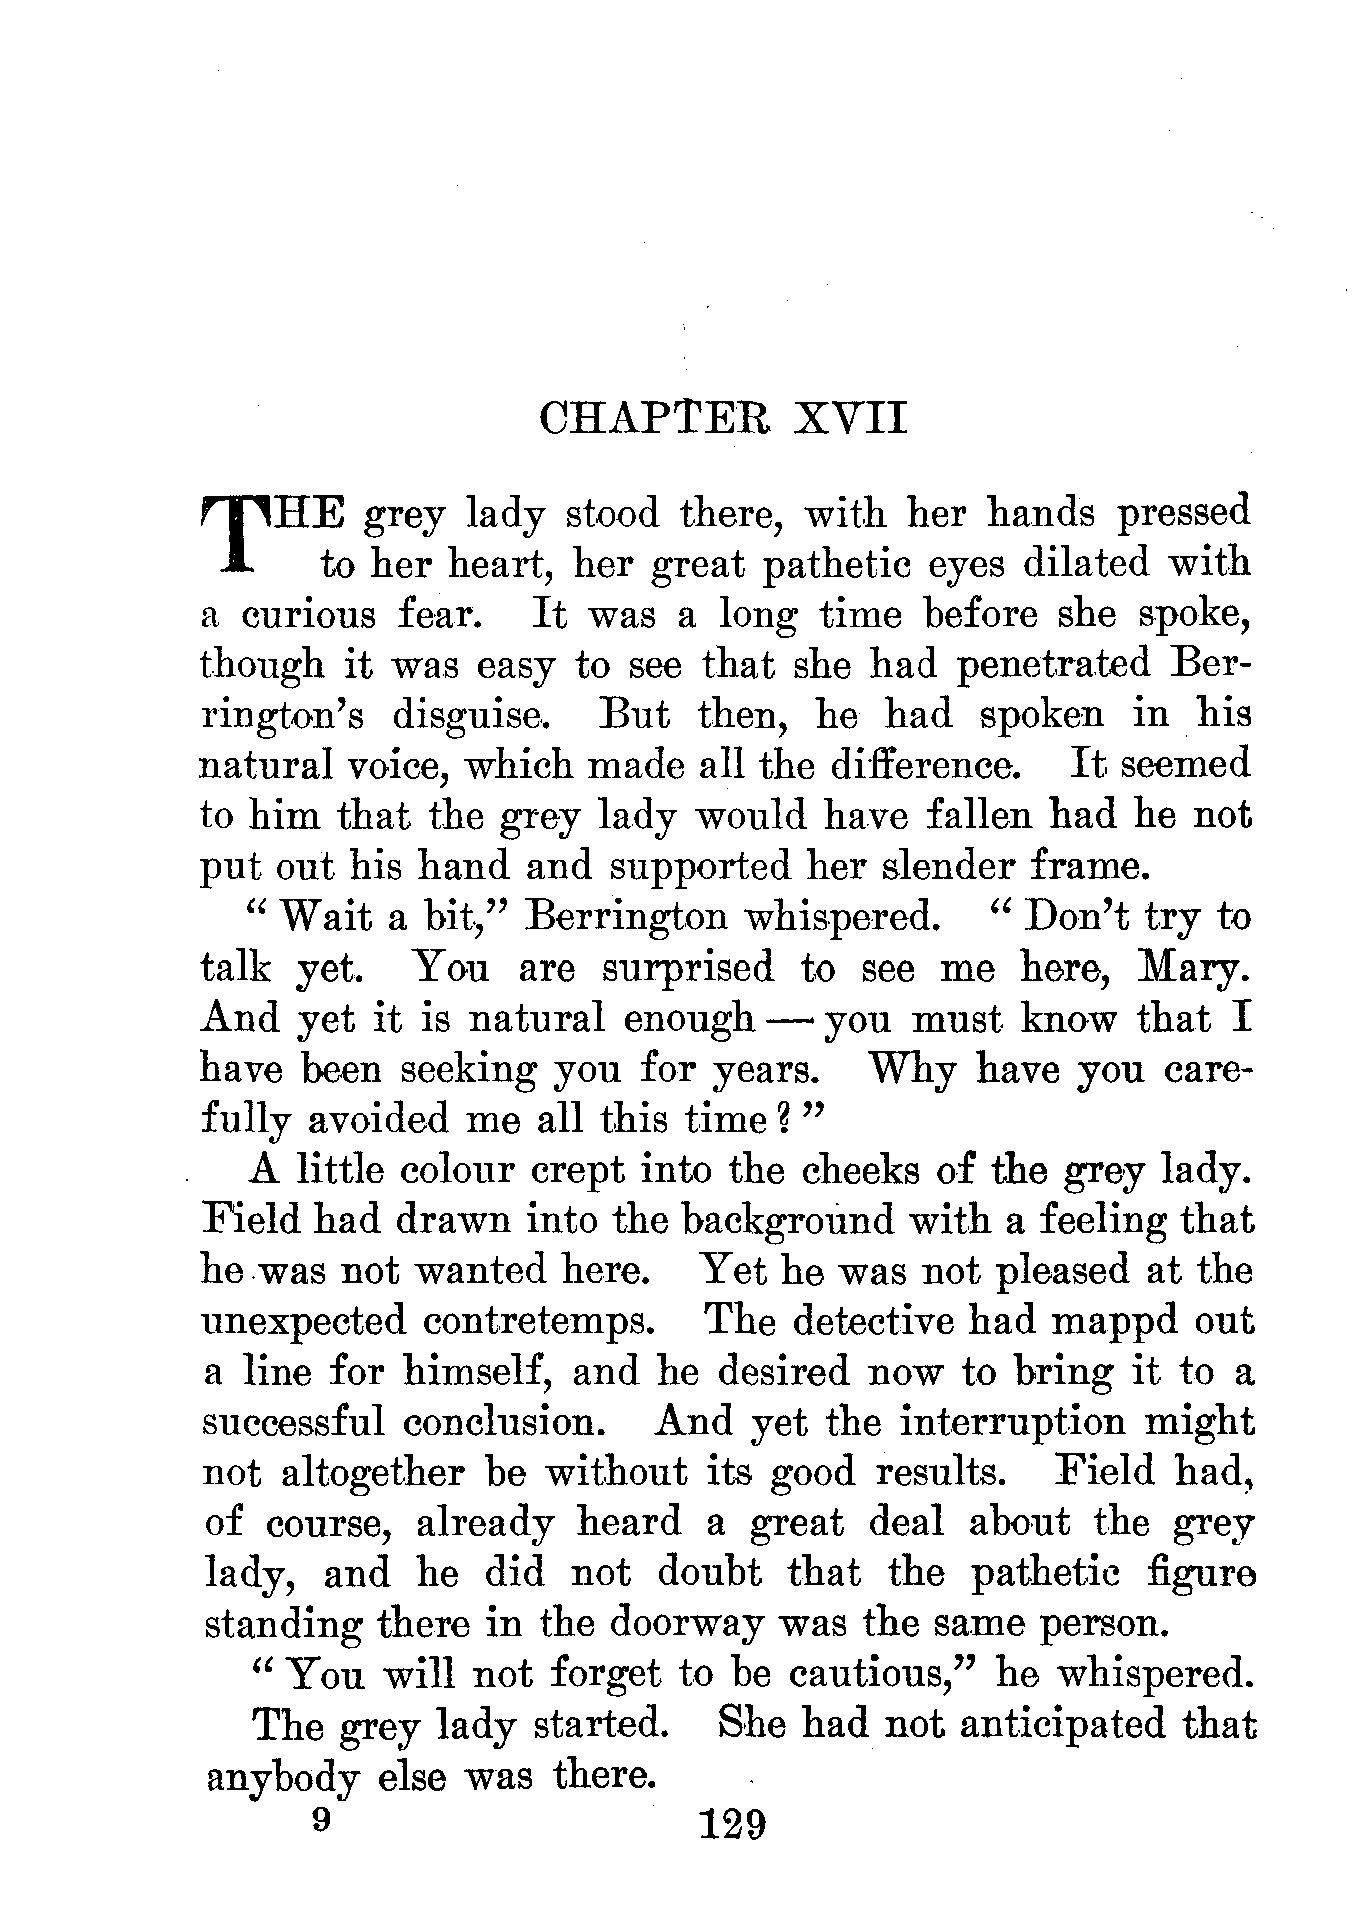 CHAPTER XVII
THE grey lady stood there, with her hands pressed
to her heart, her great pathetic eyes dilated with
a curious fear. It was a long time before she spoke,
though it was easy to see that she had penetrated Ber-
rington's disguise. But then, he had spoken in his
natural voice, which made all the difference. It seemed
to him that the grey lady would have fallen had he not
put out his hand and supported her slender frame.
“ Wait a bit,” Berrington whispered. “ Don't try to
talk yet. You are surprised to see me here, Mary.
And yet it is natural enough — you must know that I
have been seeking you for years. Why have you care-
fully avoided me all this time ? ”
A little colour crept into the cheeks of the grey lady.
Field had drawn into the background with a feeling that
he was not wanted here. Yet he was not pleased at the
unexpected contretemps. The detective had mappd out
a line for himself, and he desired now to bring it to a
successful conclusion. And yet the interruption might
not altogether be without its good results. Field had,
of course, already heard a great deal about the grey
lady, and he did not doubt that the pathetic figure
standing there in the doorway was the same person.
“ You will not forget to be cautious,” he whispered.
The grey lady started. She had not anticipated that
anybody else was there.
9 129